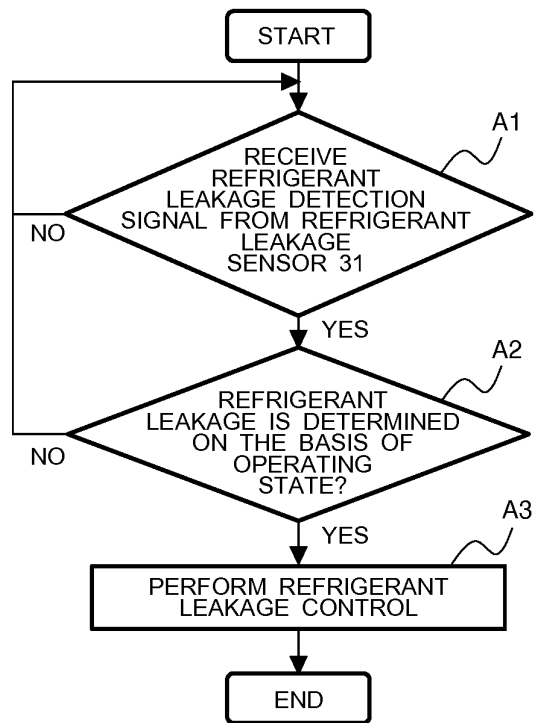 START
A1
RECEIVE
REFRIGERANT
LEAKAGE DETECTION
SIGNAL FROM REFRIGERANT
LEAKAGE
SENSOR 31
NO
YES
A2
REFRIGERANT
LEAKAGE IS DETERMINED
ON THE BASIS OF
OPERATING
STATE?
NO
YES
A3
PERFORM REFRIGERANT
LEAKAGE CONTROL
END